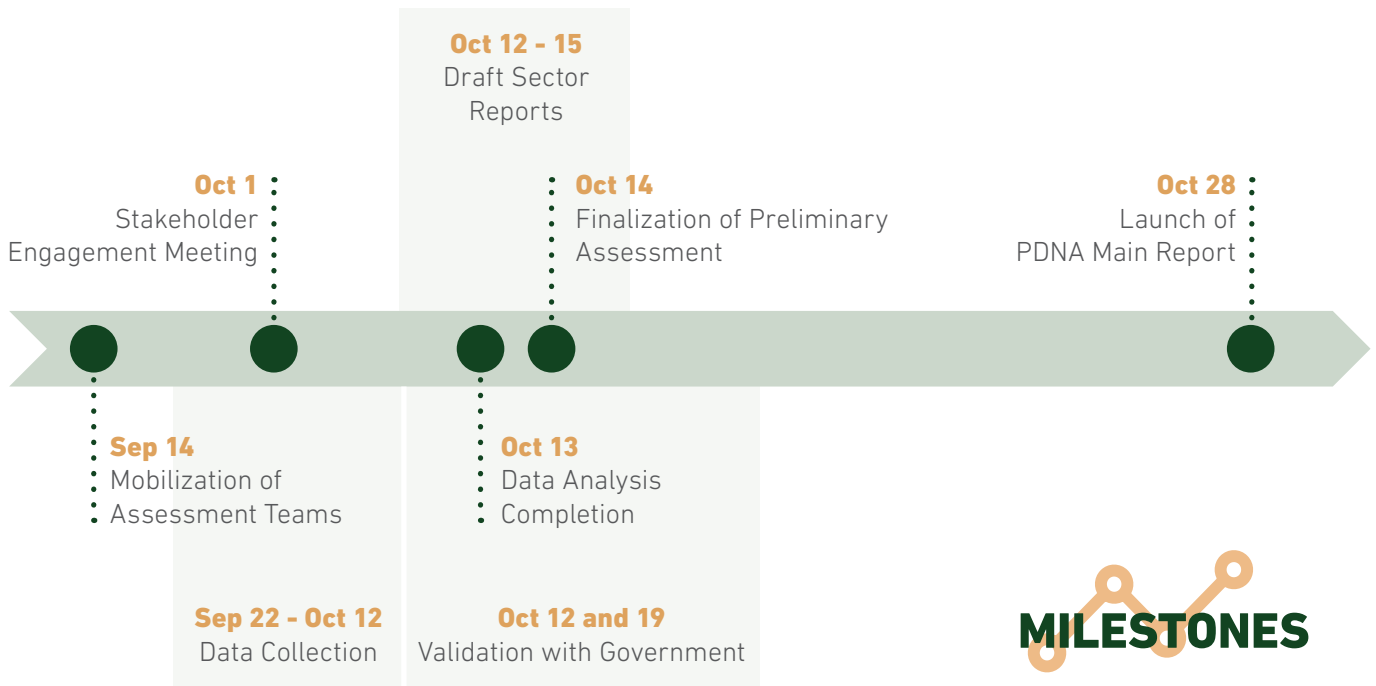 Oct 12 - 15
Draft Sector
Reports
Oct 1
Stakeholder
Engagement Meeting
Oct 14
Finalization of Preliminary
Assessment
Oct 28
Launch of
PDNA Main Report
Sep 14
Mobilization of
Assessment Teams
Oct 13
Data Analysis
Completion
Sep 22 - Oct 12
Data Collection
Oct 12 and 19
Validation with Government
MILESTONES